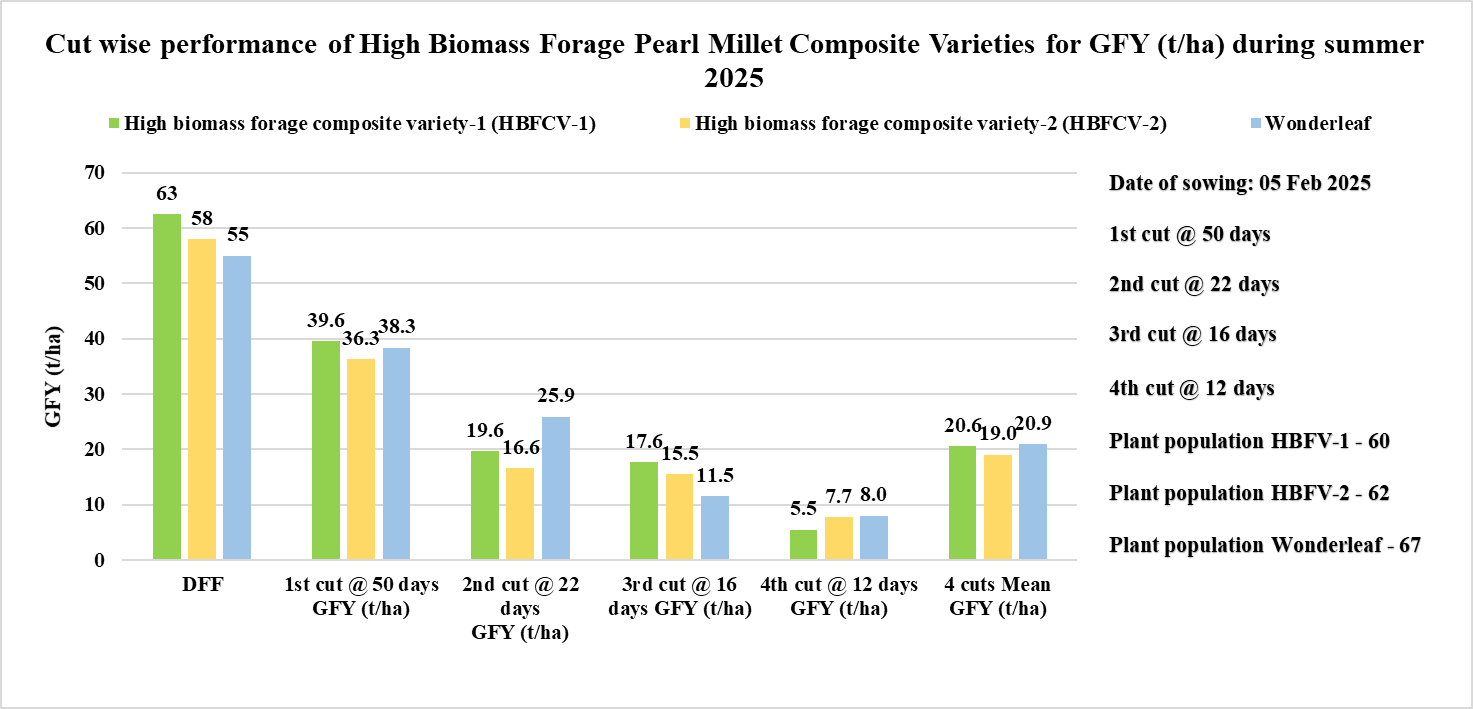 Cut wise performance of High Biomass Forage Pearl Millet Composite Varieties for GFY (t/ha) during summer
2025
High biomass forage composite variety-1 (HBFCV-1)
High biomass forage composite variety-2 (HBFCV-2)
Wonderleaf
GFY (t/ha)
70
60
50
40
30
20
10
0
63
58
55
39.6
36.3
38.3
19.6
16.6
25.9
17.6
15.5
11.5
5.5
7.7
8.0
20.6
19.0
20.9
DFF
1st cut @ 50 days
GFY (t/ha)
2nd cut @ 22
days
GFY (t/ha)
3rd cut @ 16
days GFY (t/ha)
4th cut @ 12 days
GFY (t/ha)
4 cuts Mean
GFY (t/ha)
Date of sowing: 05 Feb 2025
1st cut @ 50 days
2nd cut @ 22 days
3rd cut @ 16 days
4th cut @ 12 days
Plant population HBFV-1 - 60
Plant population HBFV-2 - 62
Plant population Wonderleaf - 67